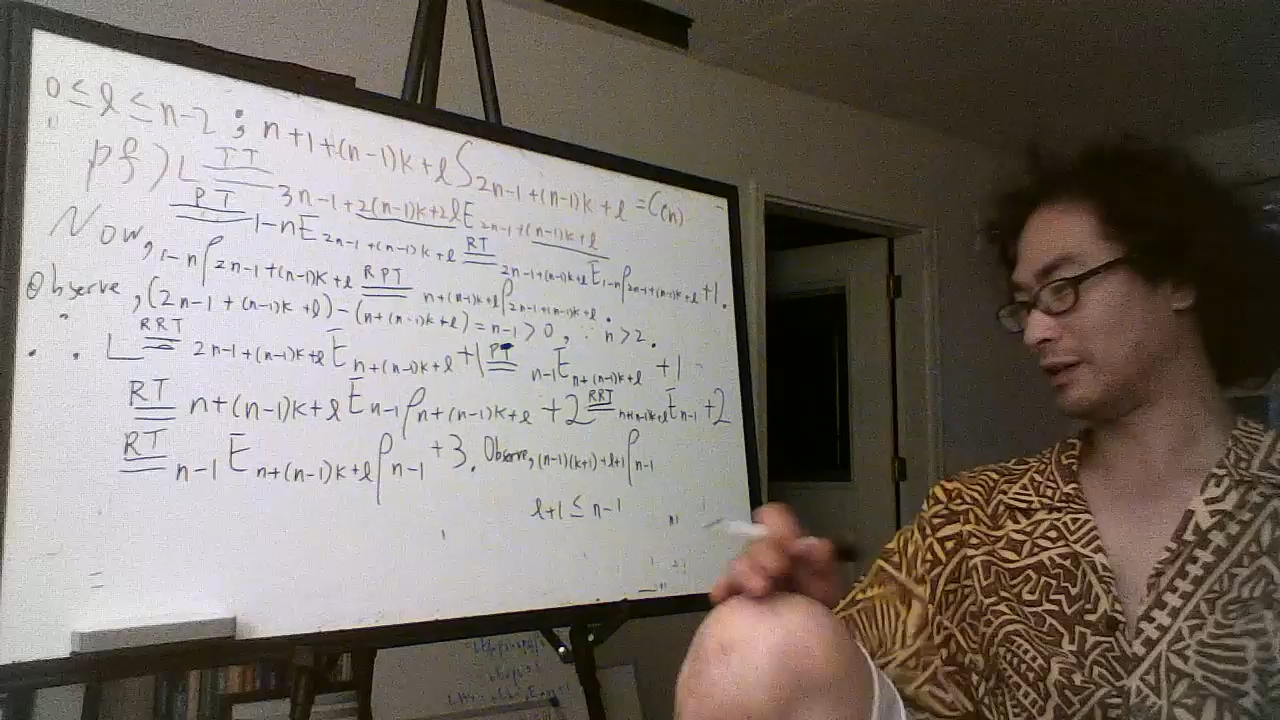 0 ≤ l ≤ n-2 ; n+1+(n-1)k+l S 2n-1+(n-1)k+l = C(n)
pf) L TT = 3n-1+2(n-1)k+2l E 2n-1+(n-1)k+l
PT = 1-n E 2n-1+(n-1)k+l RT = 2n-1+(n-1)k+l E 1-n ρ 2n-1+(n-1)k+l +1.
Now, 1-n ρ 2n-1+(n-1)k+l RPT = n+(n-1)k+l ρ 2n-1+(n-1)k+l .
Observe, (2n-1+(n-1)k+l)-(n+(n-1)k+l) = n-1 > 0, ∵ n > 2.
∴ L RRT = 2n-1+(n-1)k+l E n+(n-1)k+l +1 PT = n-1 E n+(n-1)k+l +1
RT = n+(n-1)k+l E n-1 ρ n+(n-1)k+l +2 RRT = n+(n-1)k+l E n-1 +2
RT = n-1 E n+(n-1)k+l ρ n-1 +3. Observe, (n-1)(k+1)+l+1 ρ n-1
l+1 ≤ n-1